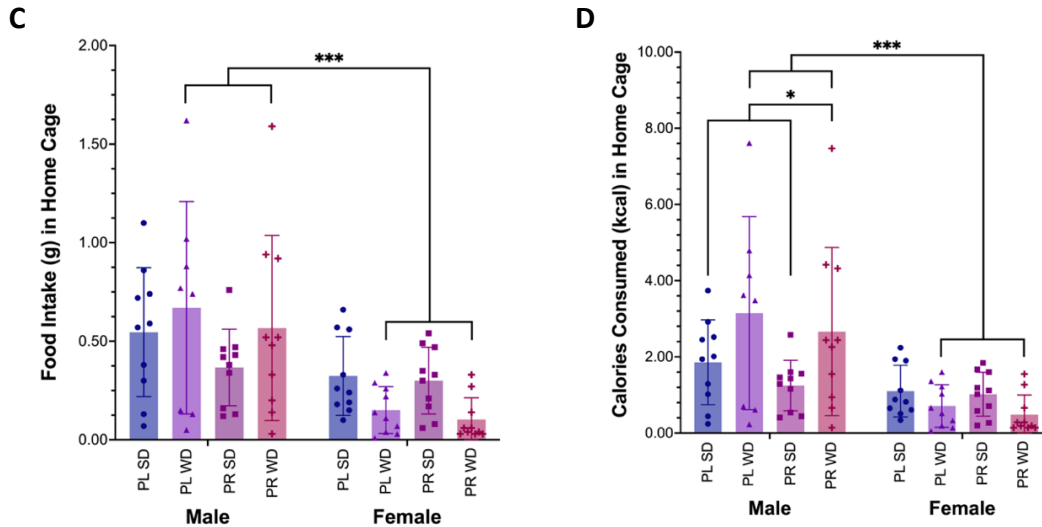 C
Food Intake (g) in Home Cage
2.00
1.50
1.00
0.50
0.00
***
PL SD
PL WD
PR SD
PR WD
PL SD
PL WD
PR SD
PR WD
Male
Female
D
Calories Consumed (kcal) in Home Cage
10.00
8.00
6.00
4.00
2.00
0.00
***
*
PL SD
PL WD
PR SD
PR WD
PL SD
PL WD
PR SD
PR WD
Male
Female